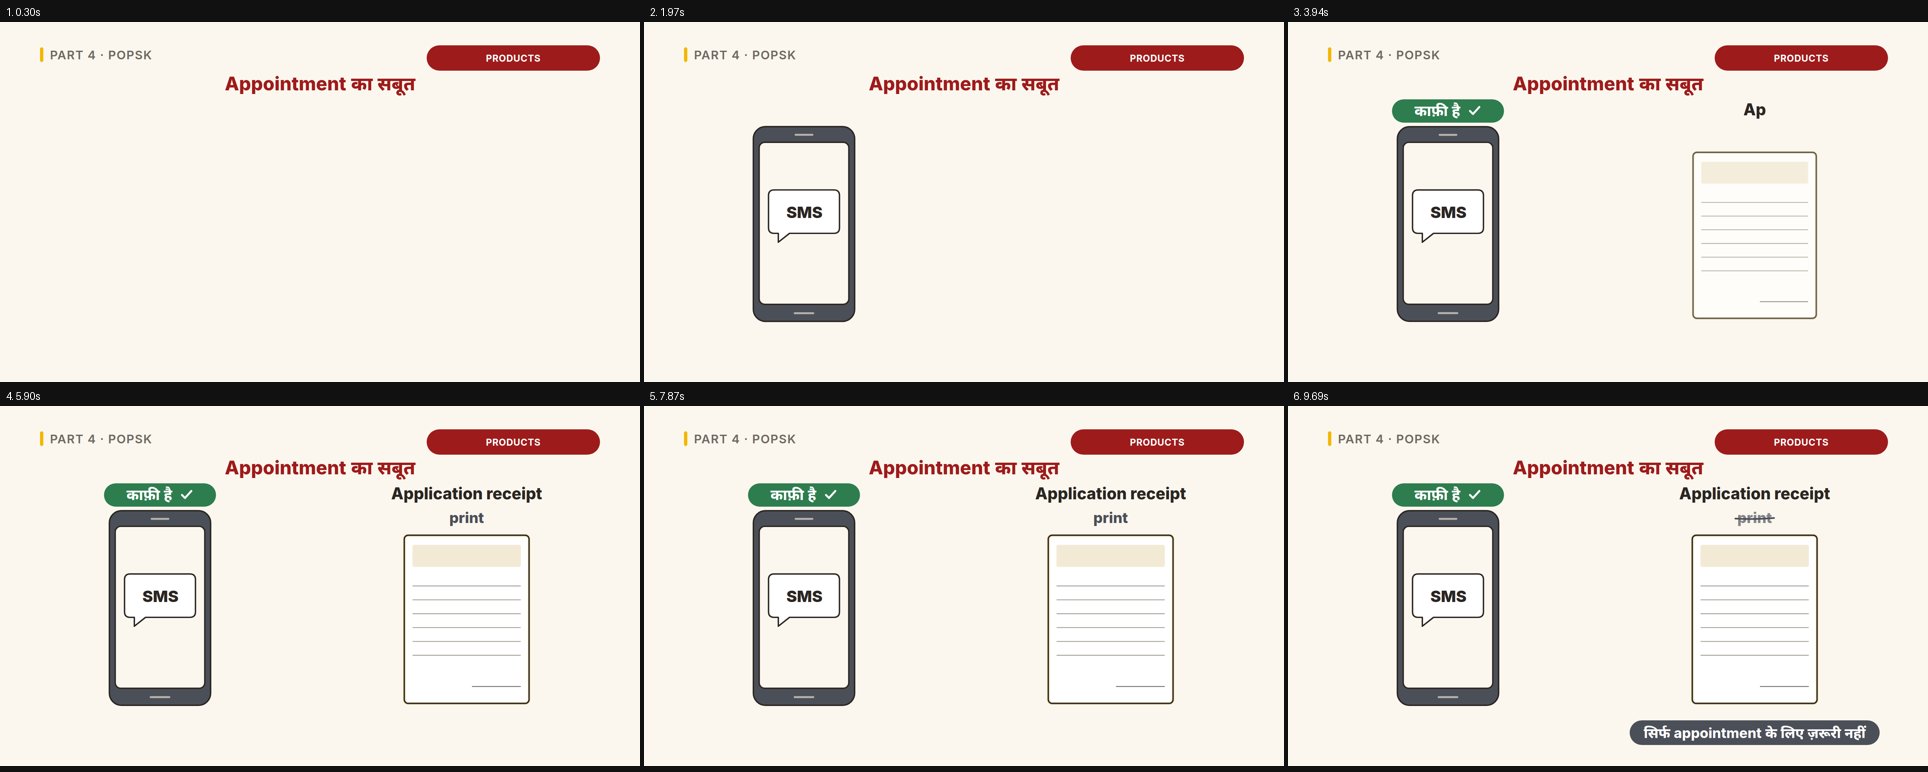 1. 0.30s
PART 4 · POPSK
PRODUCTS
Appointment का सबूत
2. 1.97s
PART 4 · POPSK
PRODUCTS
Appointment का सबूत
SMS
3. 3.94s
PART 4 · POPSK
PRODUCTS
Appointment का सबूत
काफ़ी है ✓
Ap
SMS
4. 5.90s
PART 4 · POPSK
PRODUCTS
Appointment का सबूत
काफ़ी है ✓
Application receipt
print
SMS
5. 7.87s
PART 4 · POPSK
PRODUCTS
Appointment का सबूत
काफ़ी है ✓
Application receipt
print
SMS
6. 9.69s
PART 4 · POPSK
PRODUCTS
Appointment का सबूत
काफ़ी है ✓
Application receipt
print
SMS
सिर्फ appointment के लिए ज़रूरी नहीं